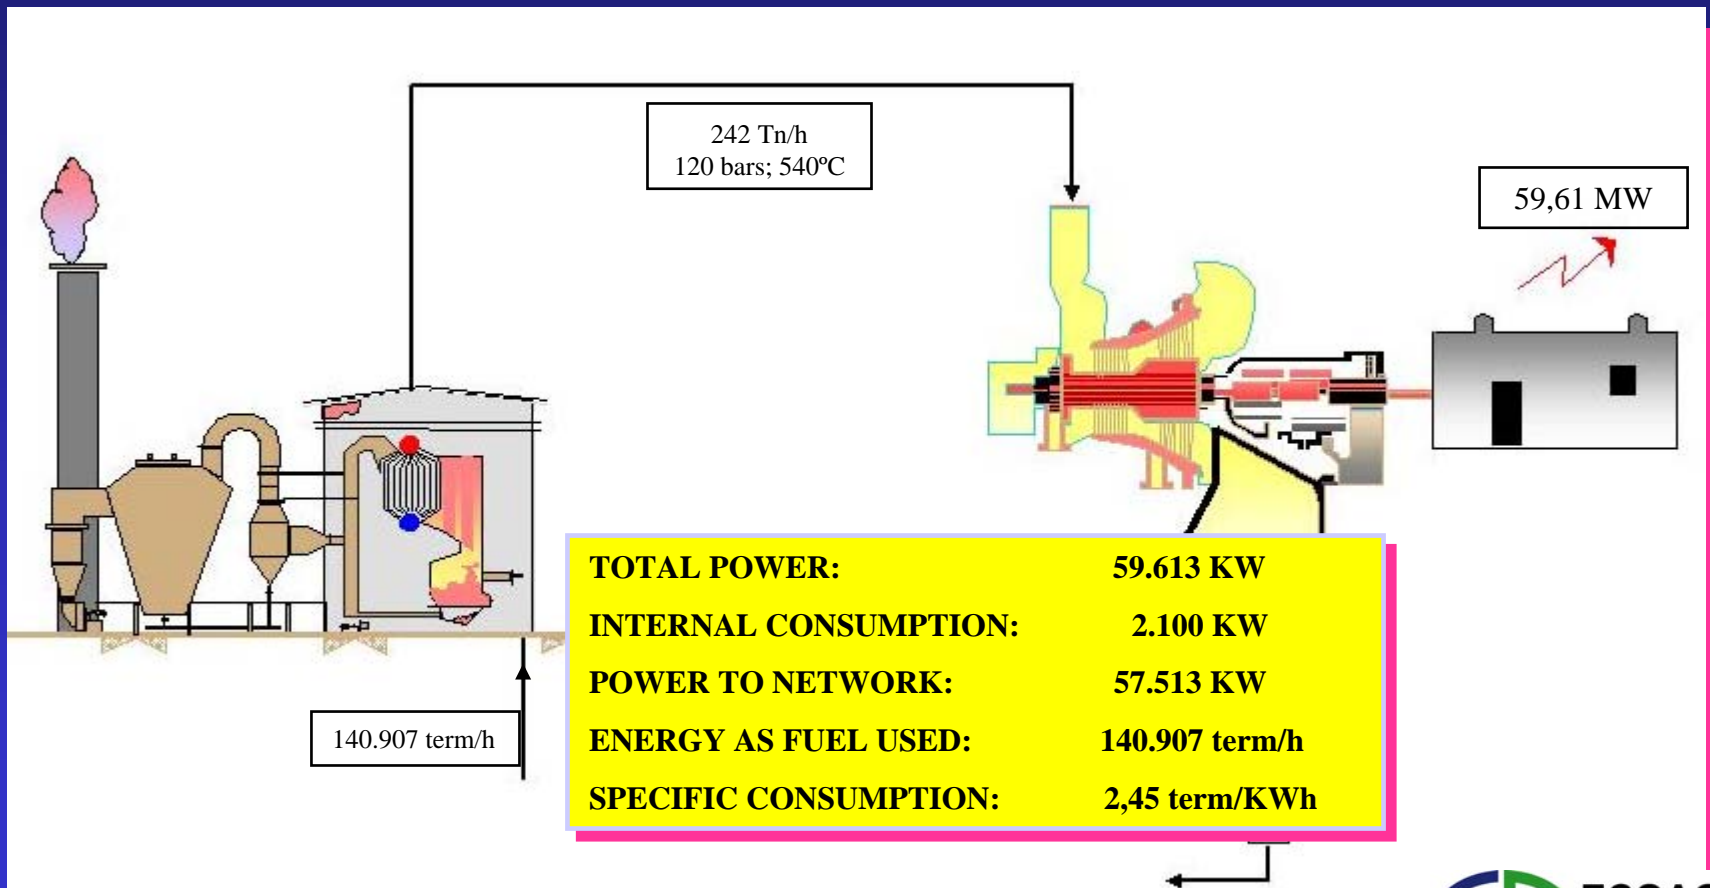 242 Tn/h
120 bars; 540ºC
59,61 MW
TOTAL POWER: 59.613 KW
INTERNAL CONSUMPTION: 2.100 KW
POWER TO NETWORK: 57.513 KW
ENERGY AS FUEL USED: 140.907 term/h
SPECIFIC CONSUMPTION: 2,45 term/KWh
140.907 term/h